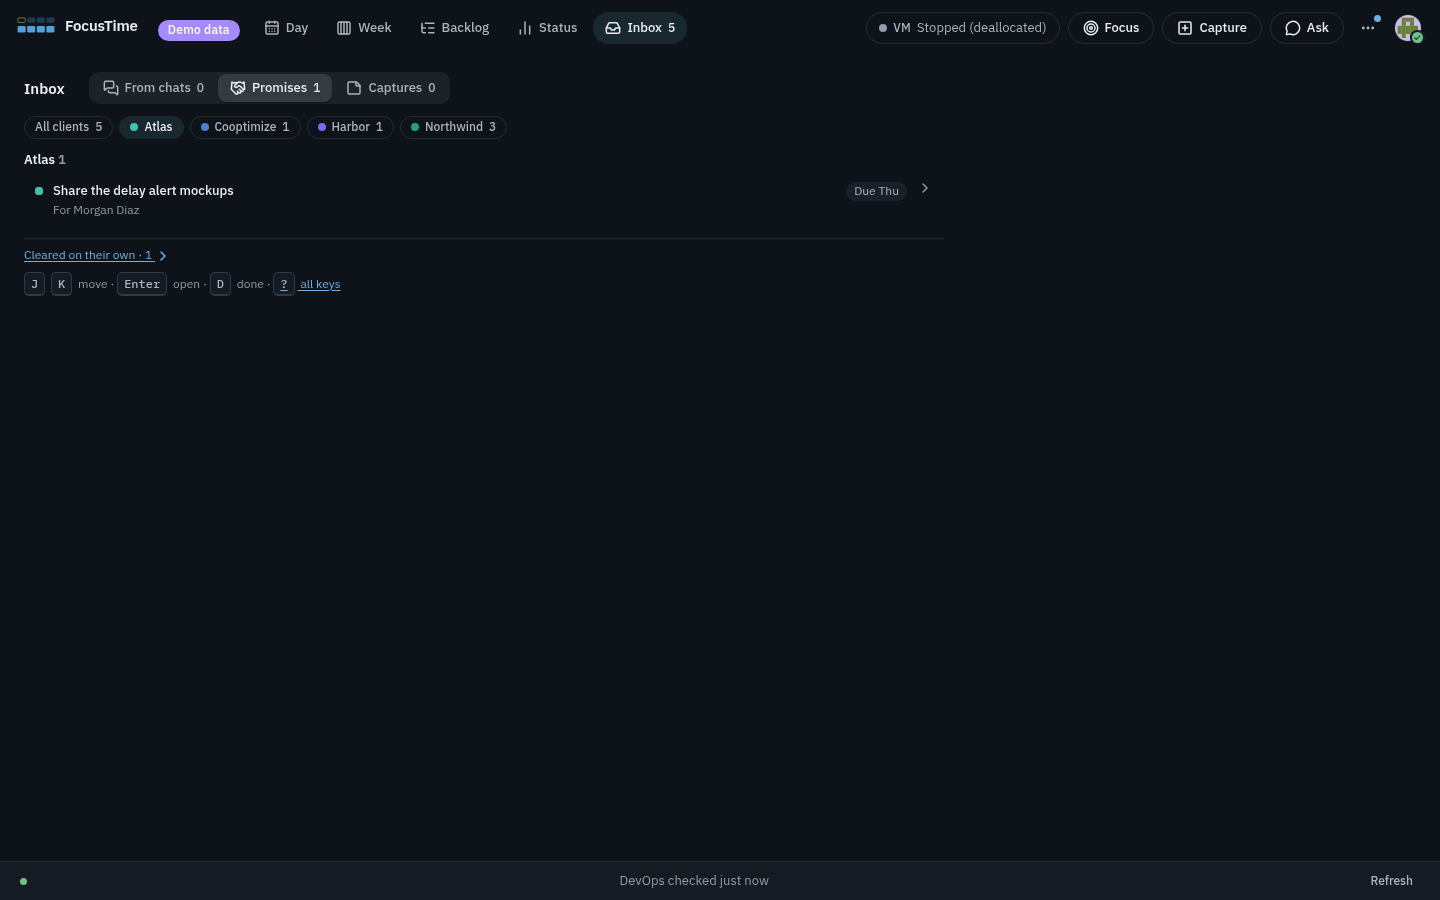 FocusTime Demo data Day Week Backlog Status Inbox 5 VM Stopped (deallocated) Focus Capture Ask
Inbox From chats 0 Promises 1 Captures 0
All clients 5 Atlas Cooptimize 1 Harbor 1 Northwind 3
Atlas 1
Share the delay alert mockups Due Thu
For Morgan Diaz
Cleared on their own · 1
J K move · Enter open · D done · ? all keys
DevOps checked just now Refresh